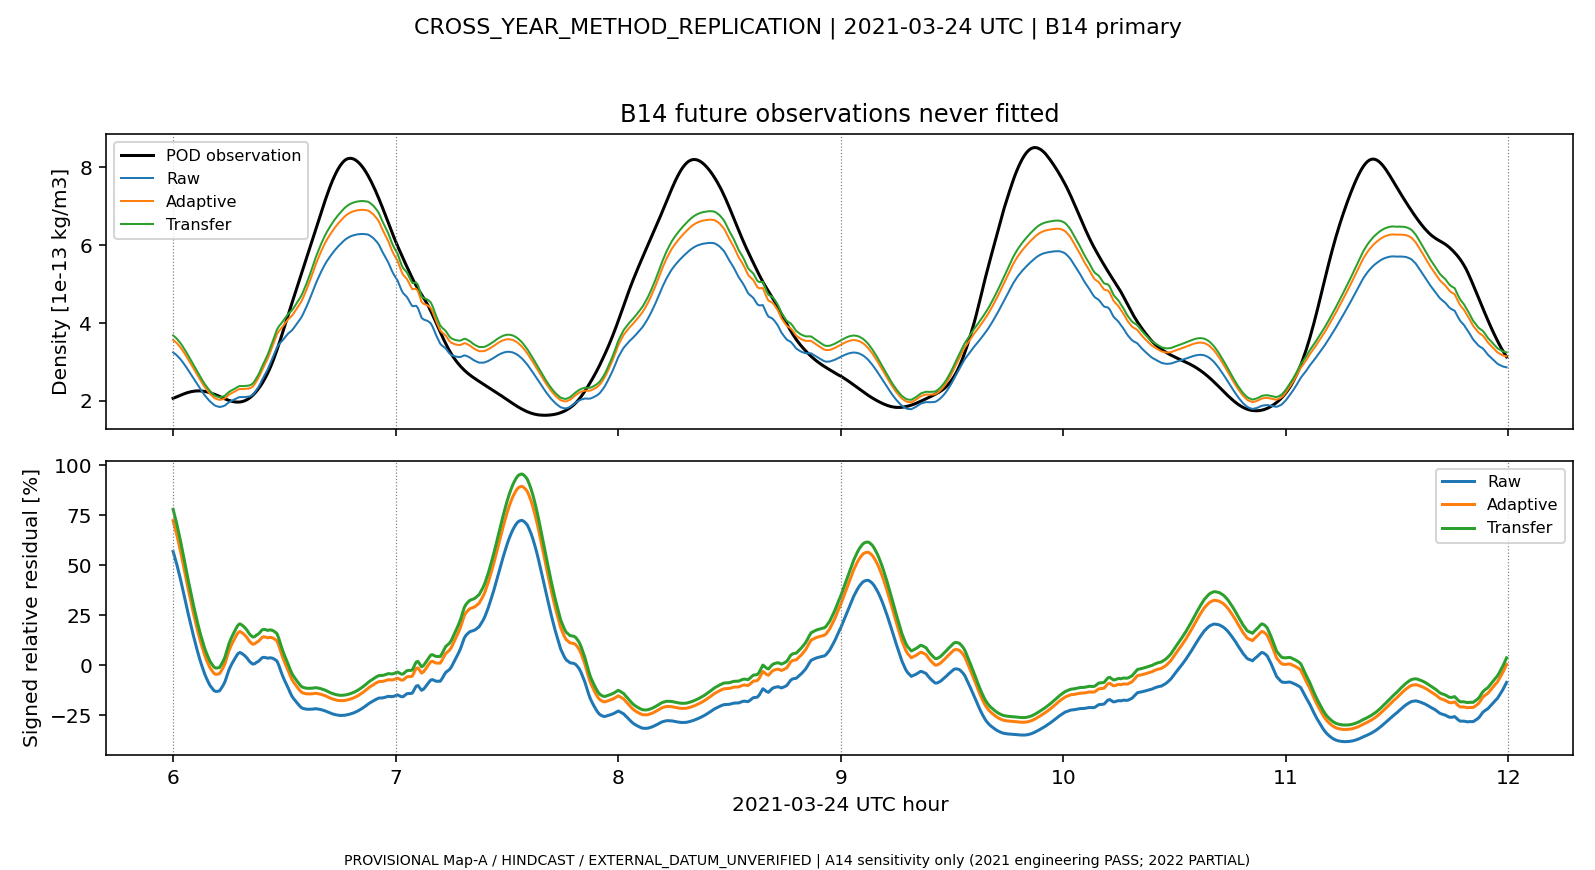 CROSS_YEAR_METHOD_REPLICATION | 2021-03-24 UTC | B14 primary
B14 future observations never fitted
Density [1e-13 kg/m3]
8
6
4
2
POD observation
Raw
Adaptive
Transfer
Signed relative residual [%]
100
75
50
25
0
−25
Raw
Adaptive
Transfer
6 7 8 9 10 11 12
2021-03-24 UTC hour
PROVISIONAL Map-A / HINDCAST / EXTERNAL_DATUM_UNVERIFIED | A14 sensitivity only (2021 engineering PASS; 2022 PARTIAL)